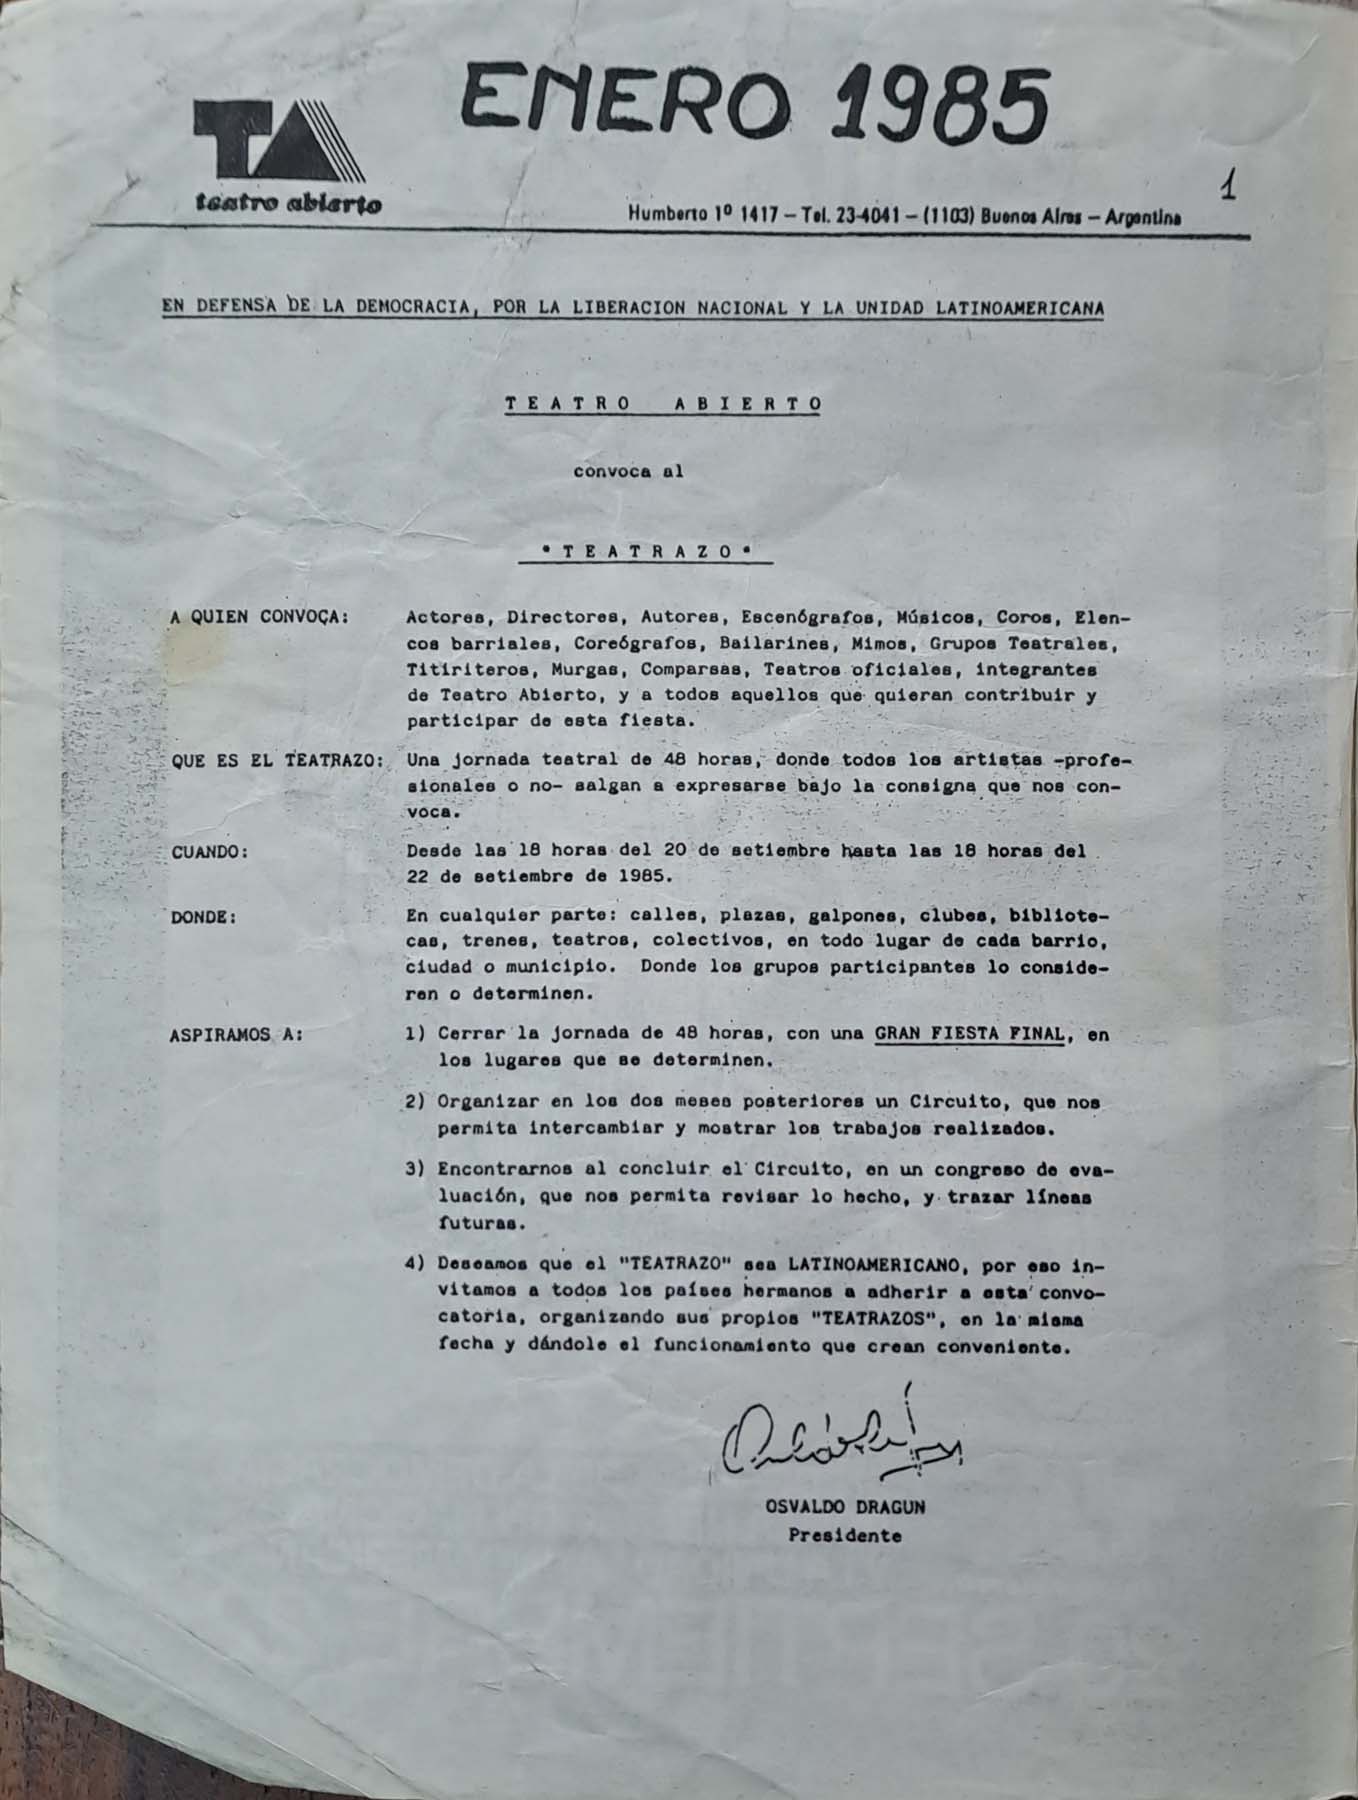 ENERO 1985
TA
teatro abierto
1
Humberto 1º 1417 – Tel. 23-4041 – (1103) Buenos Aires – Argentina
EN DEFENSA DE LA DEMOCRACIA, POR LA LIBERACION NACIONAL Y LA UNIDAD LATINOAMERICANA
TEATRO ABIERTO
convoca al
"TEATRAZO"
A QUIEN CONVOCA: Actores, Directores, Autores, Escenógrafos, Músicos, Coros, Elen-
cos barriales, Coreógrafos, Bailarines, Mimos, Grupos Teatrales,
Titiriteros, Murgas, Comparsas, Teatros oficiales, integrantes
de Teatro Abierto, y a todos aquellos que quieran contribuir y
participar de esta fiesta.
QUE ES EL TEATRAZO: Una jornada teatral de 48 horas, donde todos los artistas -profe-
sionales o no- salgan a expresarse bajo la consigna que nos con-
voca.
CUANDO: Desde las 18 horas del 20 de setiembre hasta las 18 horas del
22 de setiembre de 1985.
DONDE: En cualquier parte: calles, plazas, galpones, clubes, bibliote-
cas, trenes, teatros, colectivos, en todo lugar de cada barrio,
ciudad o municipio. Donde los grupos participantes lo conside-
ren o determinen.
ASPIRAMOS A: 1) Cerrar la jornada de 48 horas, con una GRAN FIESTA FINAL, en
los lugares que se determinen.
2) Organizar en los dos meses posteriores un Circuito, que nos
permita intercambiar y mostrar los trabajos realizados.
3) Encontrarnos al concluir el Circuito, en un congreso de eva-
luación, que nos permita revisar lo hecho, y trazar líneas
futuras.
4) Deseamos que el "TEATRAZO" sea LATINOAMERICANO, por eso in-
vitamos a todos los países hermanos a adherir a esta convo-
catoria, organizando sus propios "TEATRAZOS", en la misma
fecha y dándole el funcionamiento que crean conveniente.
OSVALDO DRAGUN
Presidente